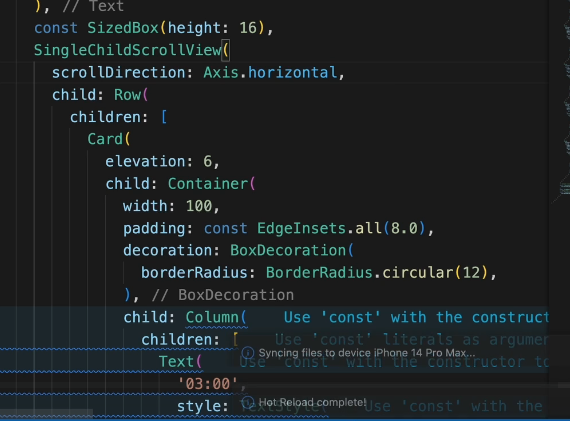 ), // Text
const SizedBox(height: 16),
SingleChildScrollView(
scrollDirection: Axis.horizontal,
child: Row(
children: [
Card(
elevation: 6,
child: Container(
width: 100,
padding: const EdgeInsets.all(8.0),
decoration: BoxDecoration(
borderRadius: BorderRadius.circular(12),
), // BoxDecoration
child: Column( Use 'const' with the construct
children: [ Use 'const' literals as argumen
Syncing files to device iPhone 14 Pro Max...
Text( Use 'const' with the constructor to
'03:00',
Hot Reload complete!
style: TextStyle( Use 'const' with the